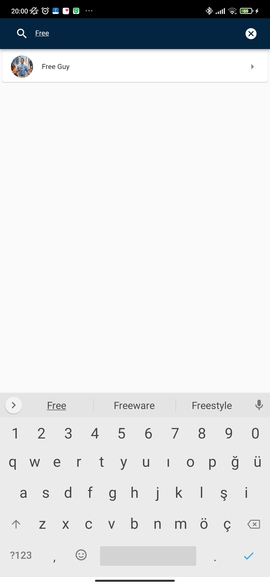 20:00
Free
Free Guy
Free Freeware Freestyle
1 2 3 4 5 6 7 8 9 0
q w e r t y u ı o p ğ ü
a s d f g h j k l ş i
z x c v b n m ö ç
?123 , .